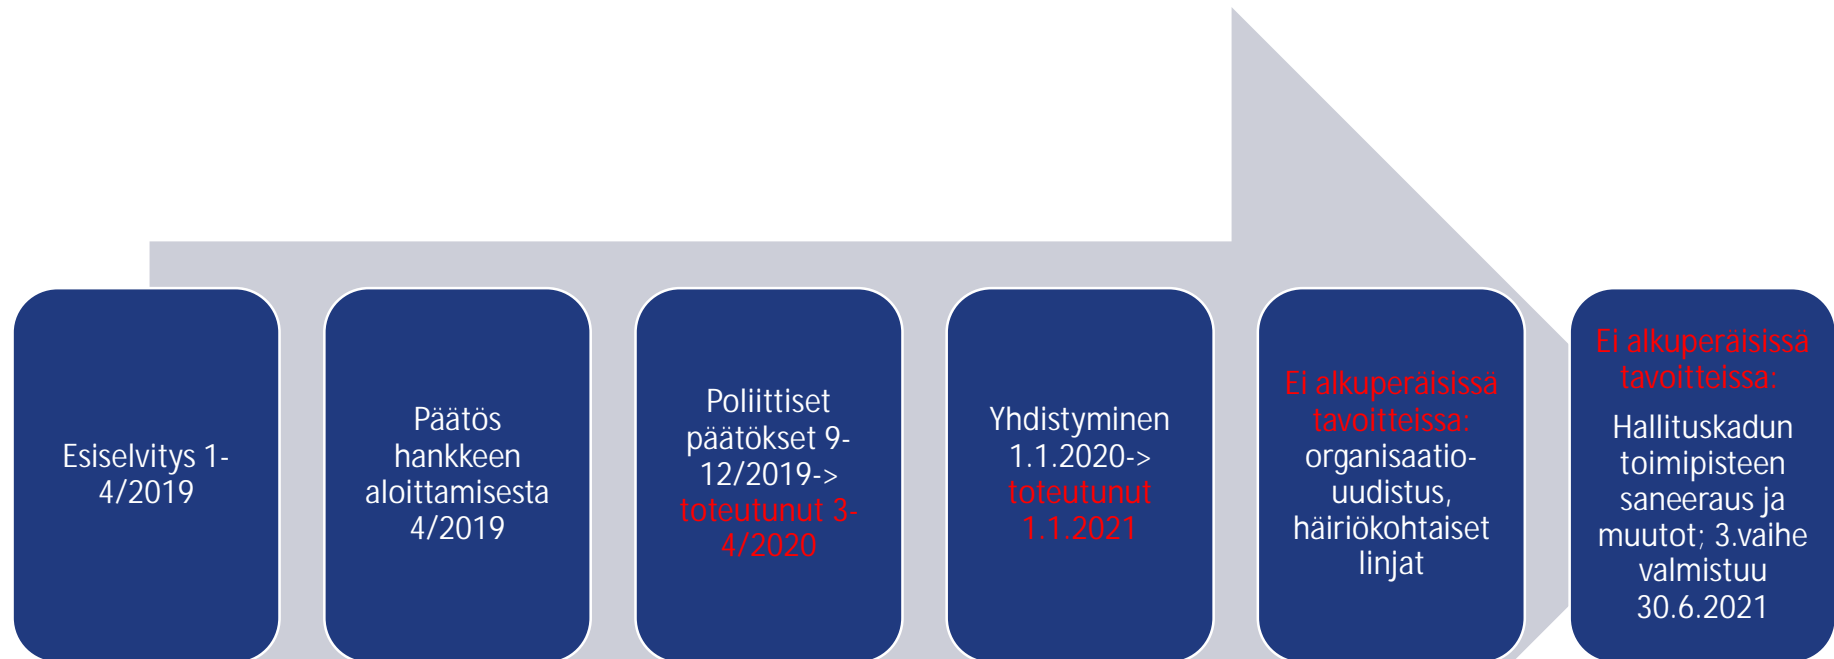 Esiselvitys 1-
4/2019
Päätös
hankkeen
aloittamisesta
4/2019
Poliittiset
päätökset 9-
12/2019->
toteutunut 3-
4/2020
Yhdistyminen
1.1.2020->
toteutunut
1.1.2021
Ei alkuperäisissä
tavoitteissa:
organisaatio-
uudistus,
häiriökohtaiset
linjat
Ei alkuperäisissä
tavoitteissa:
Hallituskadun
toimipisteen
saneeraus ja
muutot; 3.vaihe
valmistuu
30.6.2021